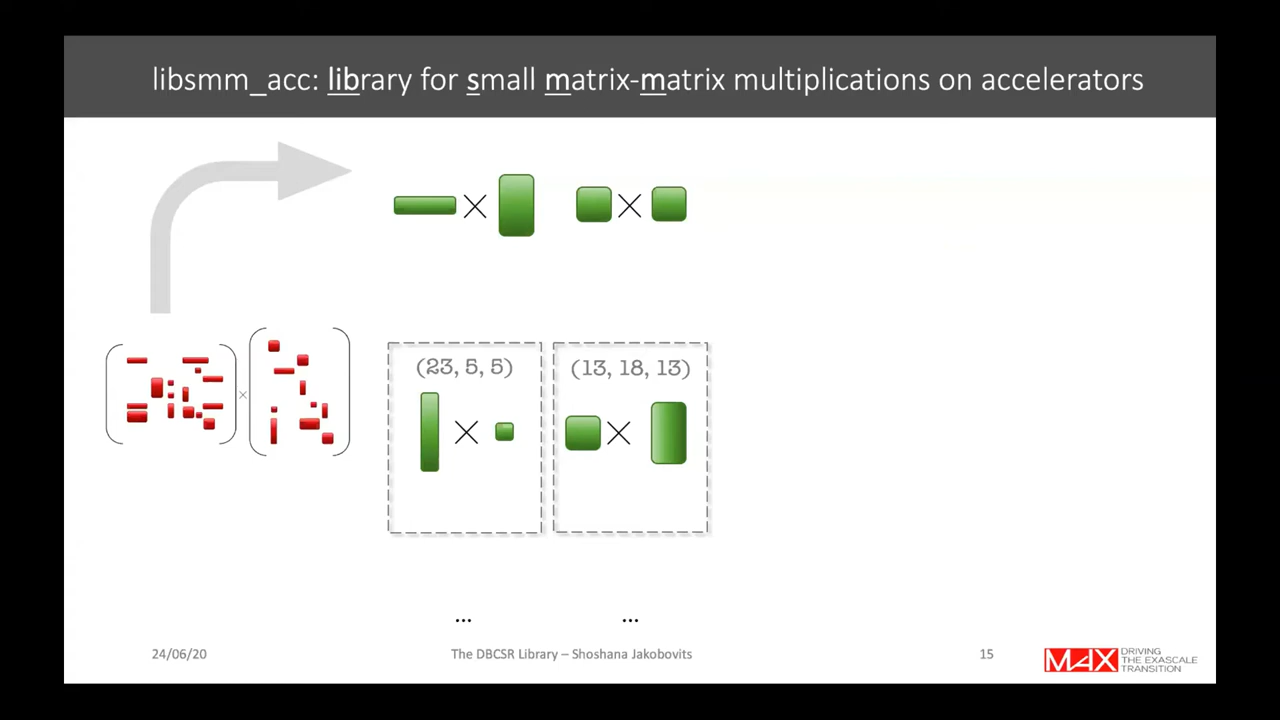 libsmm_acc: library for small matrix-matrix multiplications on accelerators
× ×
(23, 5, 5) (13, 18, 13)
× × ×
... ...
24/06/20 The DBCSR Library – Shoshana Jakobovits 15
MAX DRIVING
THE EXASCALE
TRANSITION